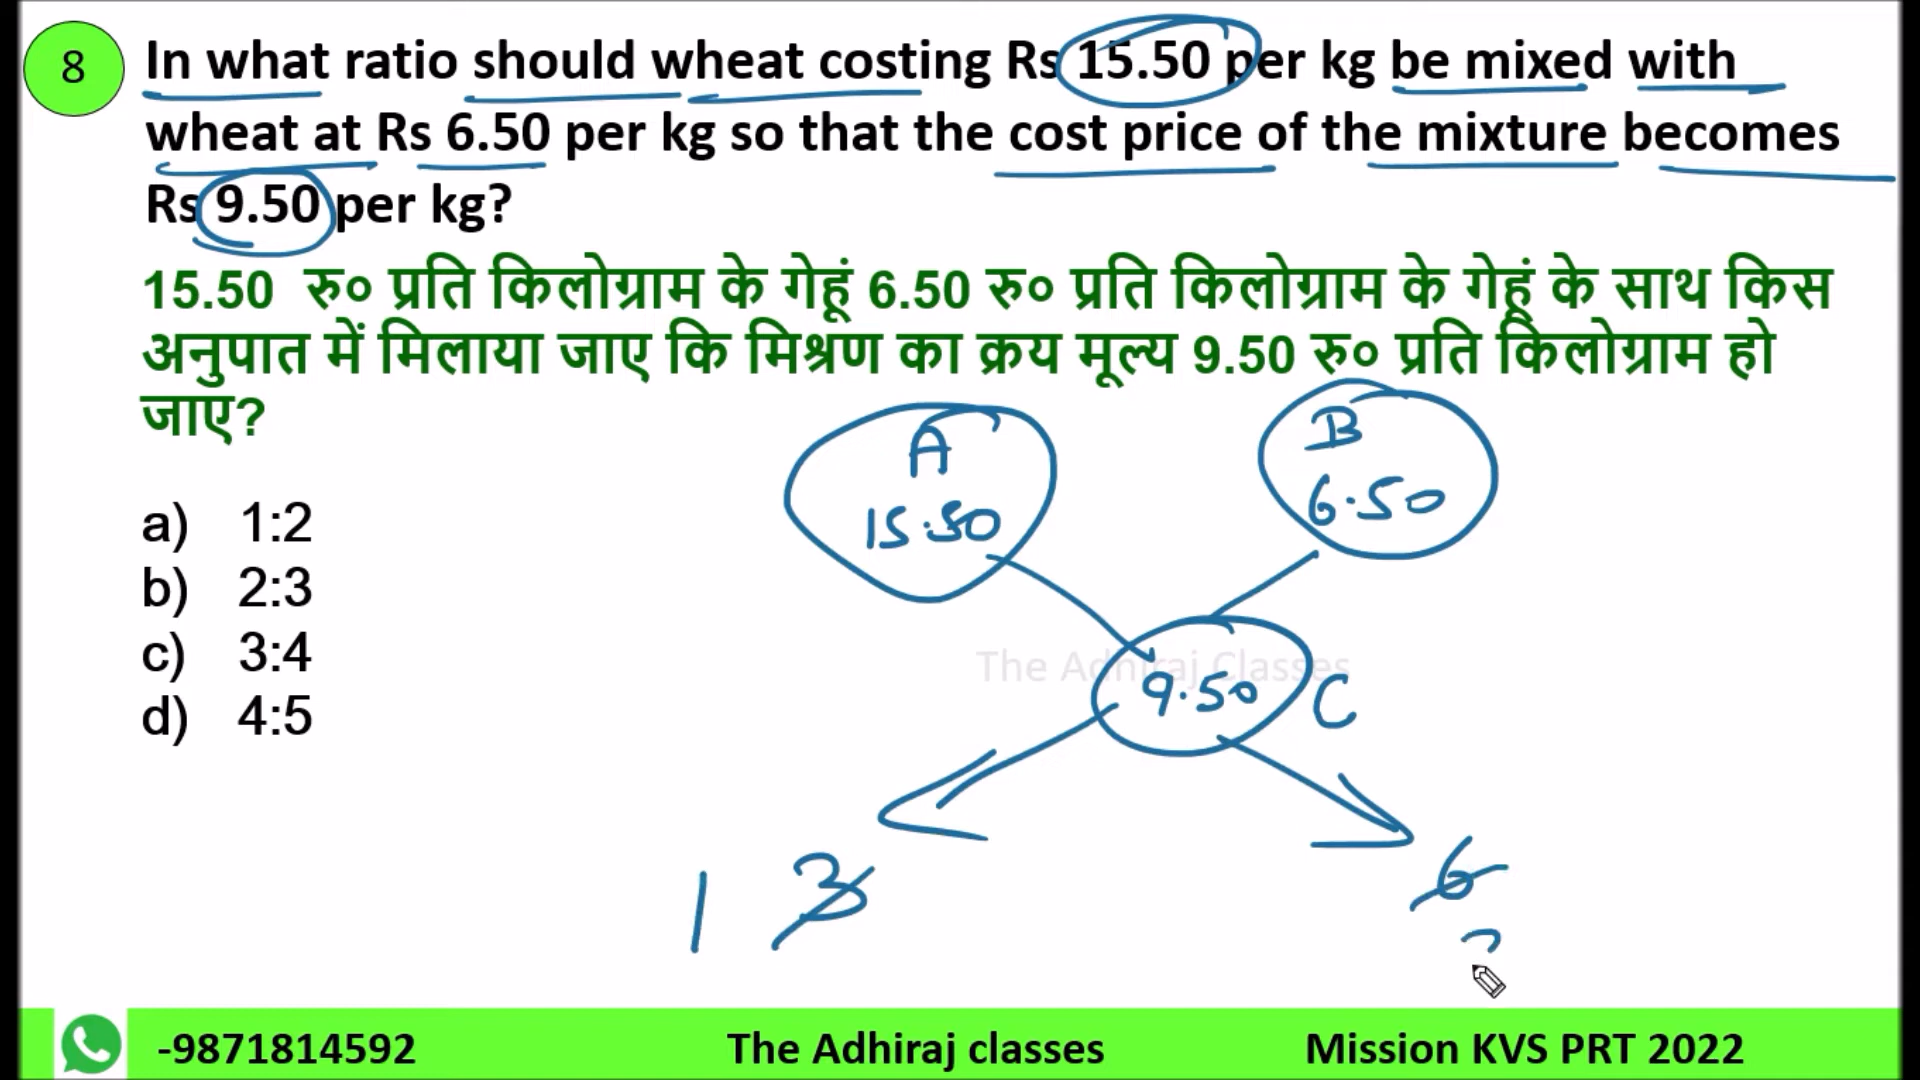 8
In what ratio should wheat costing Rs 15.50 per kg be mixed with
wheat at Rs 6.50 per kg so that the cost price of the mixture becomes
Rs 9.50 per kg?
15.50 रु० प्रति किलोग्राम के गेहूं 6.50 रु० प्रति किलोग्राम के गेहूं के साथ किस
अनुपात में मिलाया जाए कि मिश्रण का क्रय मूल्य 9.50 रु० प्रति किलोग्राम हो
जाए?
a) 1:2
b) 2:3
c) 3:4
d) 4:5
A
15.50
B
6.50
The Adhiraj Classes
9.50 C
1 3
6
-9871814592 The Adhiraj classes Mission KVS PRT 2022